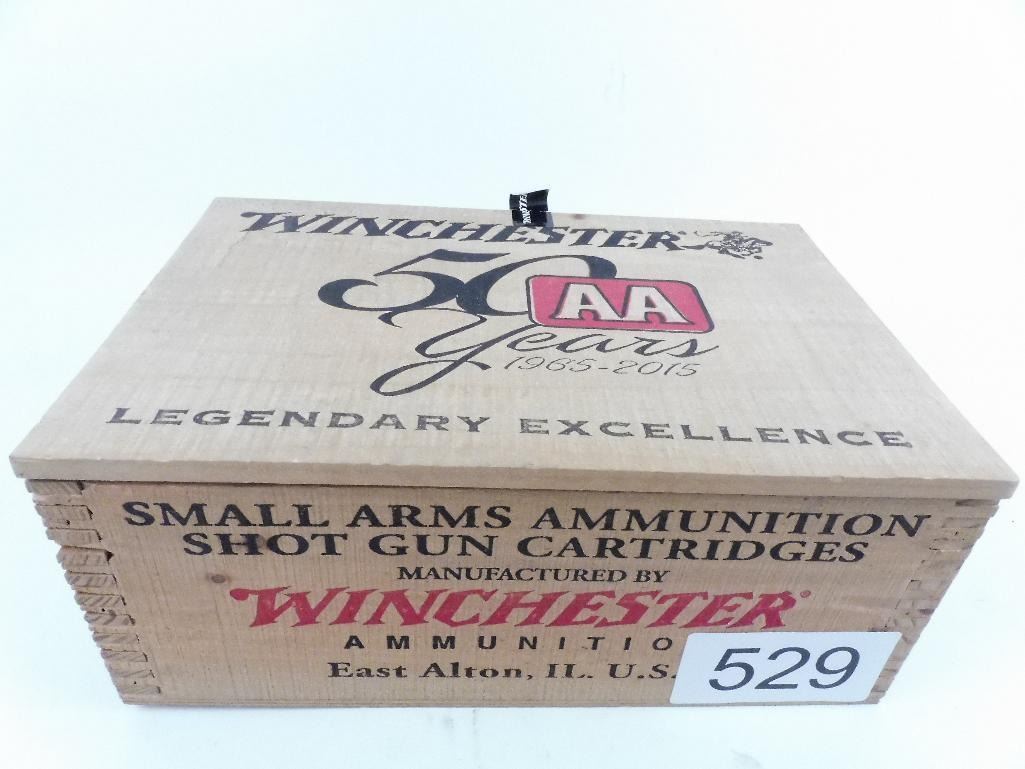 WINCHESTER
50 AA
Years
1965-2015
LEGENDARY EXCELLENCE
SMALL ARMS AMMUNITION
SHOT GUN CARTRIDGES
MANUFACTURED BY
WINCHESTER®
AMMUNITIO
East Alton, IL. U.S.
529